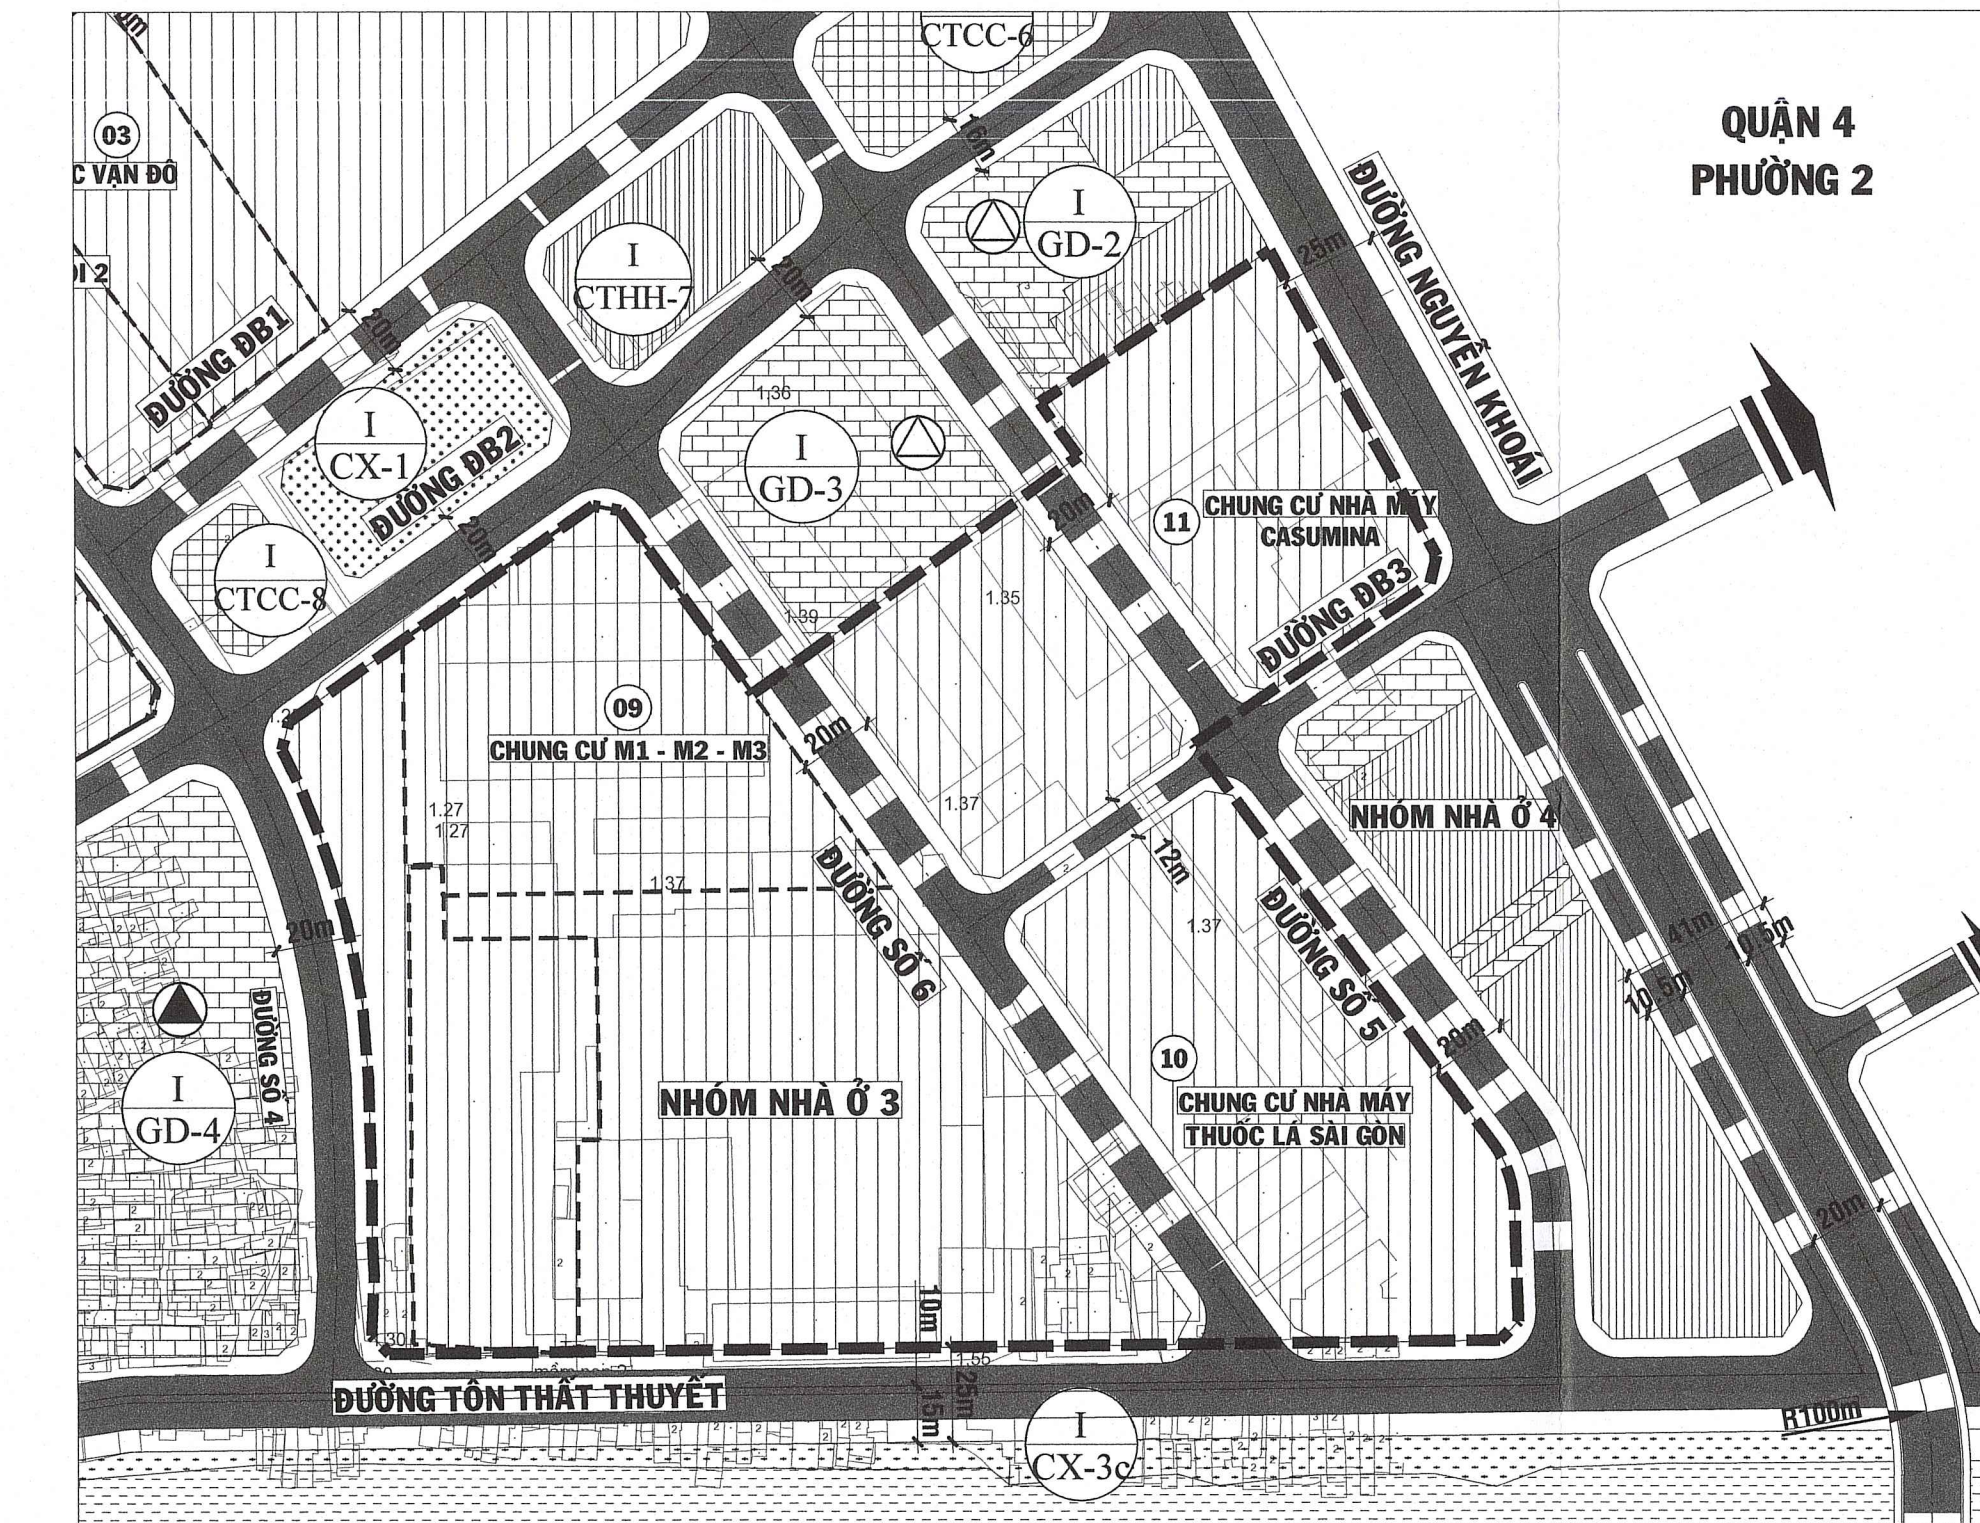 CTCC-6
QUẬN 4
PHƯỜNG 2
03
C VẠN ĐÔ
16m
I
GD-2
ĐƯỜNG NGUYỄN KHOÁI
25m
I
CTHH-7
20m
ĐI 2
ĐƯỜNG ĐB1
20m
1.36
I
CX-1
ĐƯỜNG ĐB2
I
GD-3
20m
11
CHUNG CƯ NHÀ MÁY
CASUMINA
20m
I
CTCC-8
1.39
1.35
ĐƯỜNG ĐB3
09
CHUNG CƯ M1 - M2 - M3
20m
1.27
1.27
1.37
NHÓM NHÀ Ở 4
12m
1.37
ĐƯỜNG SỐ 6
1.37
ĐƯỜNG SỐ 5
20m
41m
10.5m
10.5m
ĐƯỜNG SỐ 4
20m
I
GD-4
NHÓM NHÀ Ở 3
10
CHUNG CƯ NHÀ MÁY
THUỐC LÁ SÀI GÒN
20m
10m
1.55
ĐƯỜNG TÔN THẤT THUYẾT
25m
15m
I
CX-3c
R100m